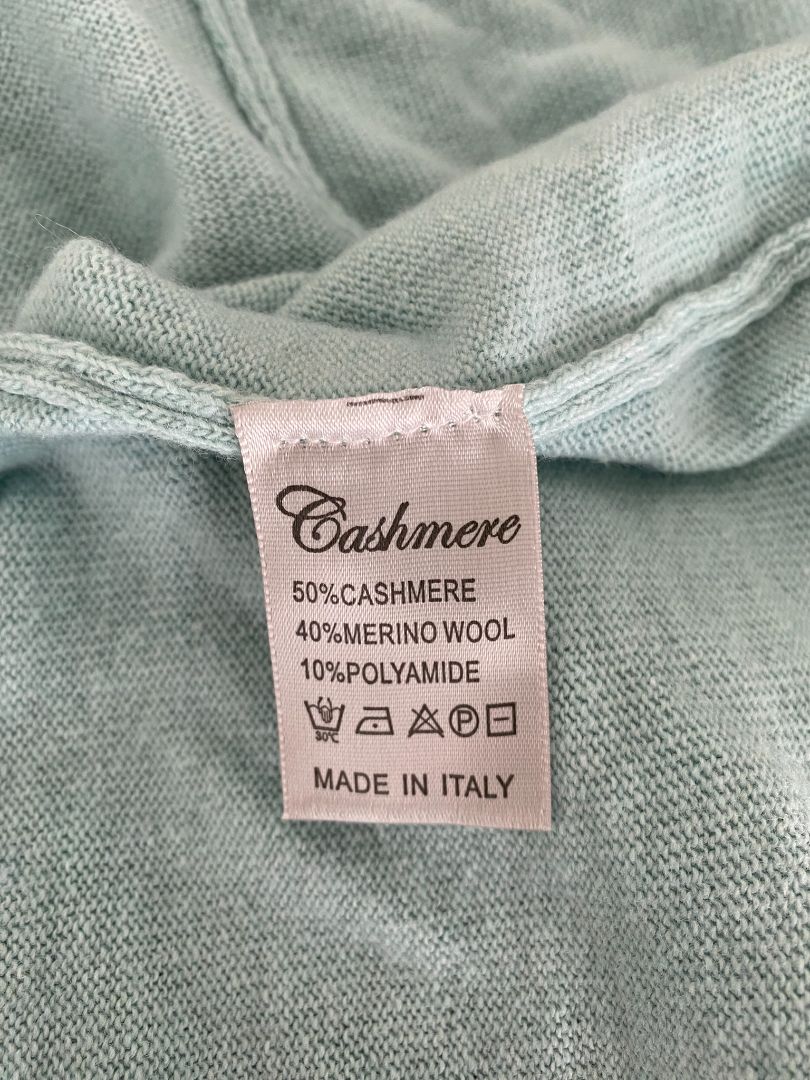 Cashmere
50%CASHMERE
40%MERINO WOOL
10%POLYAMIDE
30°C P
MADE IN ITALY